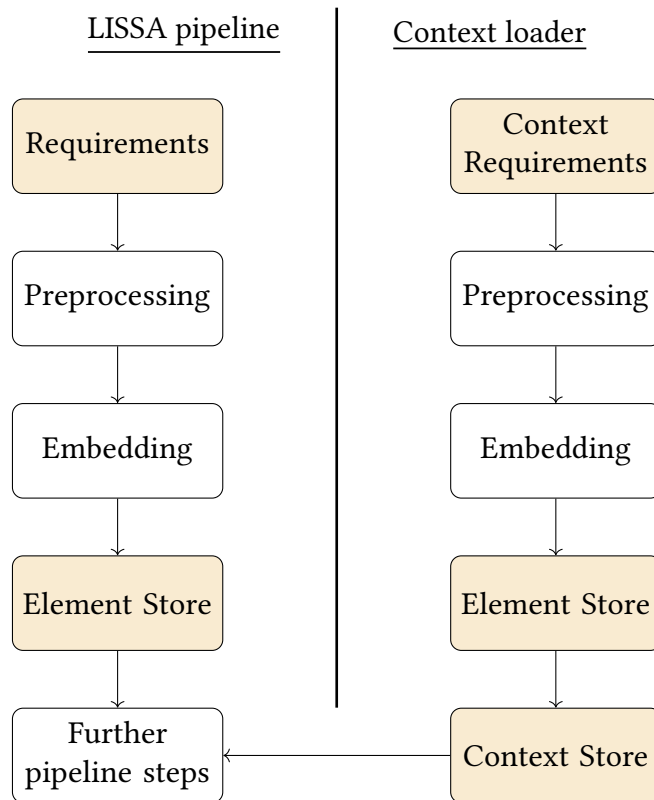 LISSA pipeline
Context loader
Requirements
Context
Requirements
Preprocessing
Preprocessing
Embedding
Embedding
Element Store
Element Store
Further
pipeline steps
Context Store